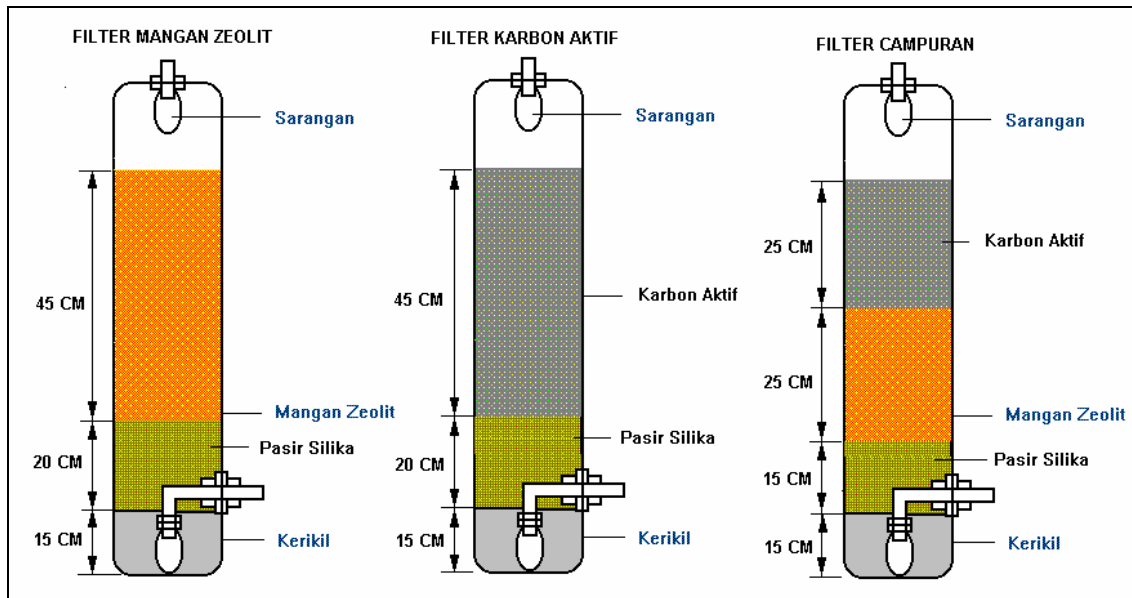 FILTER MANGAN ZEOLIT
Sarangan
45 CM
Mangan Zeolit
Pasir Silika
20 CM
15 CM
Kerikil
FILTER KARBON AKTIF
Sarangan
45 CM
Karbon Aktif
Pasir Silika
20 CM
15 CM
Kerikil
FILTER CAMPURAN
Sarangan
Karbon Aktif
25 CM
25 CM
Mangan Zeolit
Pasir Silika
15 CM
15 CM
Kerikil